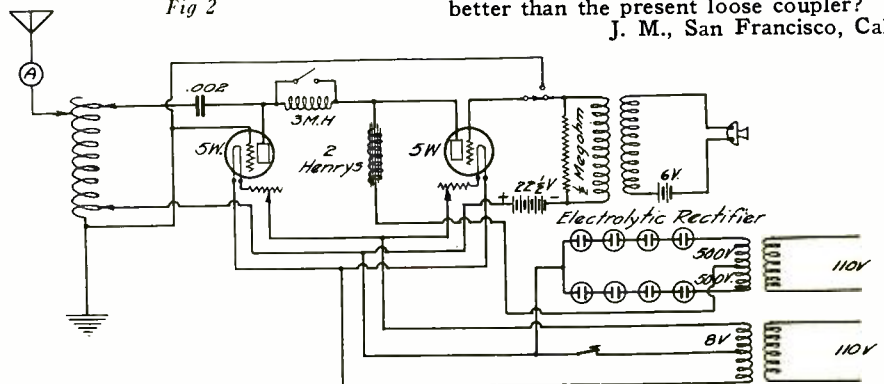 Fig 2
better than the present loose coupler?
J. M., San Francisco, Ca
A
.002
3M.H
5W.
2
Henrys
5W
½ Megohm
+ 22½V -
6V.
Electrolytic Rectifier
500V
500V.
110V
8V
110V